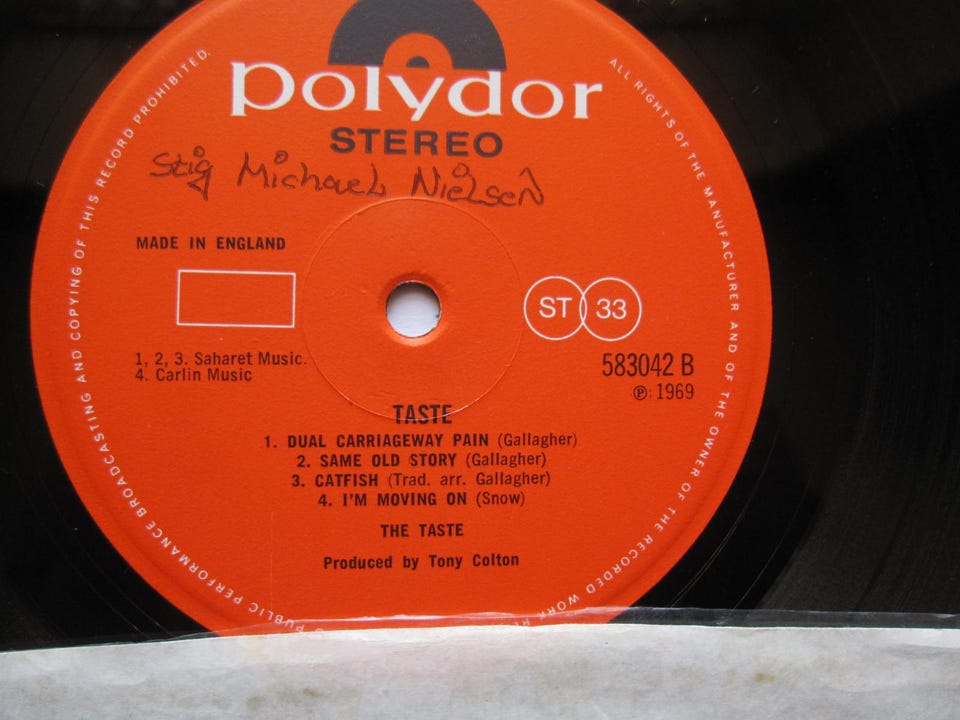 polydor
STEREO
Stig Michael Nielsen
MADE IN ENGLAND
ST 33
1, 2, 3. Saharet Music.
4. Carlin Music
583042 B
℗: 1969
TASTE
1. DUAL CARRIAGEWAY PAIN (Gallagher)
2. SAME OLD STORY (Gallagher)
3. CATFISH (Trad. arr. Gallagher)
4. I'M MOVING ON (Snow)
THE TASTE
Produced by Tony Colton
ALL RIGHTS OF THE MANUFACTURER AND OF THE OWNER OF THE RECORDED WORK
PUBLIC PERFORMANCE BROADCASTING AND COPYING OF THIS RECORD PROHIBITED.